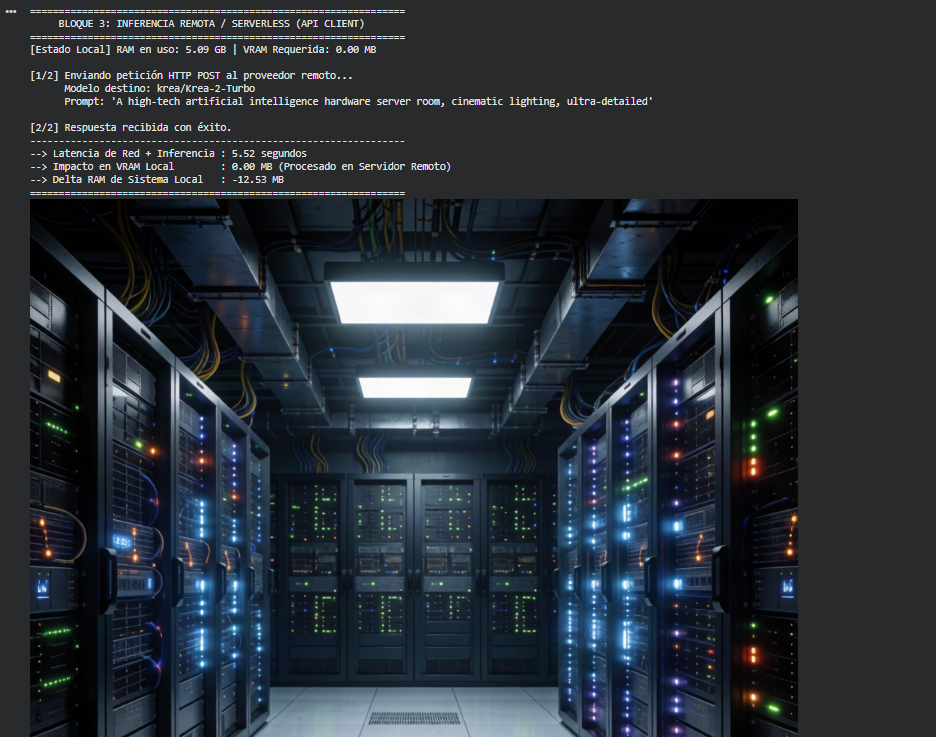 ================================================================
BLOQUE 3: INFERENCIA REMOTA / SERVERLESS (API CLIENT)
================================================================
[Estado Local] RAM en uso: 5.09 GB | VRAM Requerida: 0.00 MB
[1/2] Enviando petición HTTP POST al proveedor remoto...
Modelo destino: krea/Krea-2-Turbo
Prompt: 'A high-tech artificial intelligence hardware server room, cinematic lighting, ultra-detailed'
[2/2] Respuesta recibida con éxito.
----------------------------------------------------------------
--> Latencia de Red + Inferencia : 5.52 segundos
--> Impacto en VRAM Local : 0.00 MB (Procesado en Servidor Remoto)
--> Delta RAM de Sistema Local : -12.53 MB
================================================================